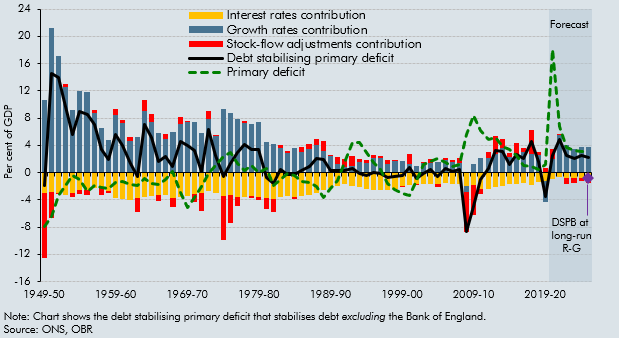 Interest rates contribution
Growth rates contribution
Stock-flow adjustments contribution
Debt stabilising primary deficit
Primary deficit
Forecast
Per cent of GDP
24
20
16
12
8
4
0
-4
-8
-12
-16
DSPB at
long-run
R-G
1949-50 1959-60 1969-70 1979-80 1989-90 1999-00 2009-10 2019-20
Note: Chart shows the debt stabilising primary deficit that stabilises debt excluding the Bank of England.
Source: ONS, OBR